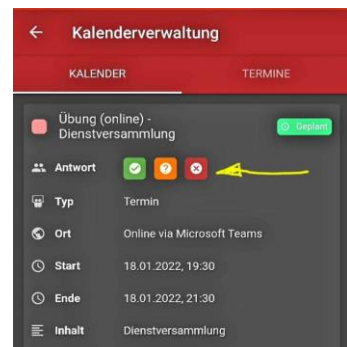 Kalenderverwaltung
KALENDER TERMINE
Übung (online) -
Dienstversammlung
Geplant
Antwort
Typ Termin
Ort Online via Microsoft Teams
Start 18.01.2022, 19:30
Ende 18.01.2022, 21:30
Inhalt Dienstversammlung